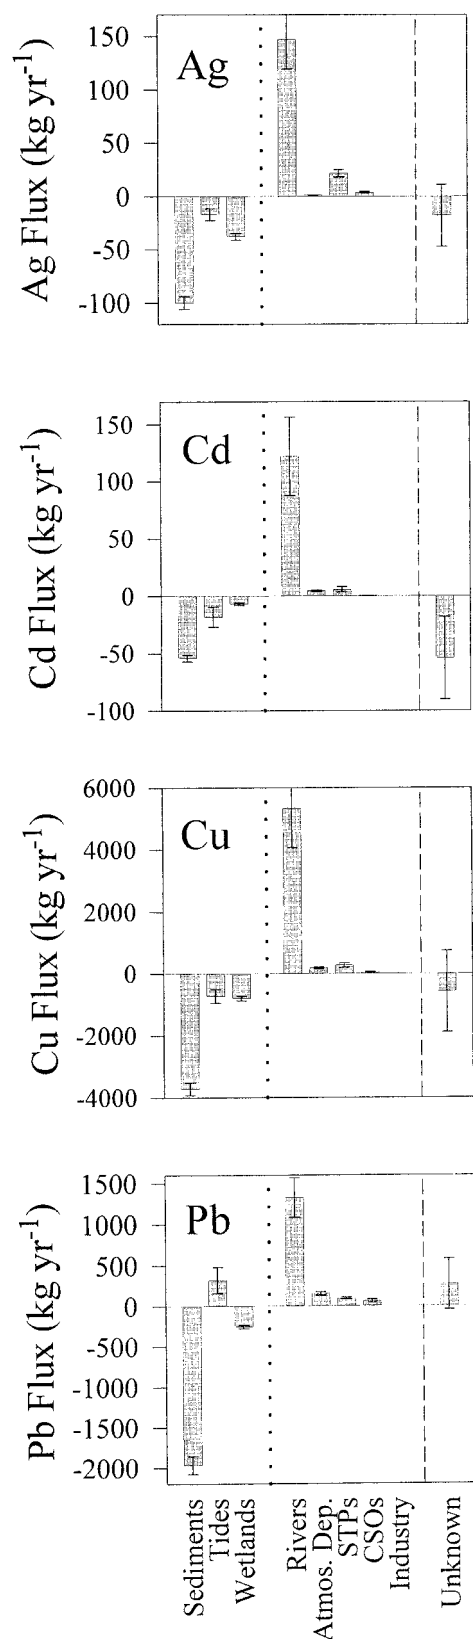 Ag
Ag Flux (kg yr-1)
150
100
50
0
-50
-100
Cd
Cd Flux (kg yr-1)
150
100
50
0
-50
-100
Cu
Cu Flux (kg yr-1)
6000
4000
2000
0
-2000
-4000
Pb
Pb Flux (kg yr-1)
1500
1000
500
0
-500
-1000
-1500
-2000
Sediments
Tides
Wetlands
Rivers
Atmos. Dep.
STPs
CSOs
Industry
Unknown